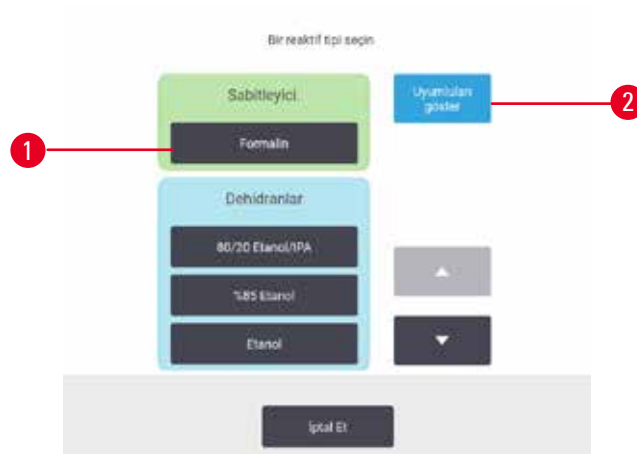 Bir reaktif tipi seçin
Sabitleyici
Uyumluları
göster
2
1
Formalin
Dehidranlar
80/20 Etanol/IPA
%85 Etanol
Etanol
İptal Et